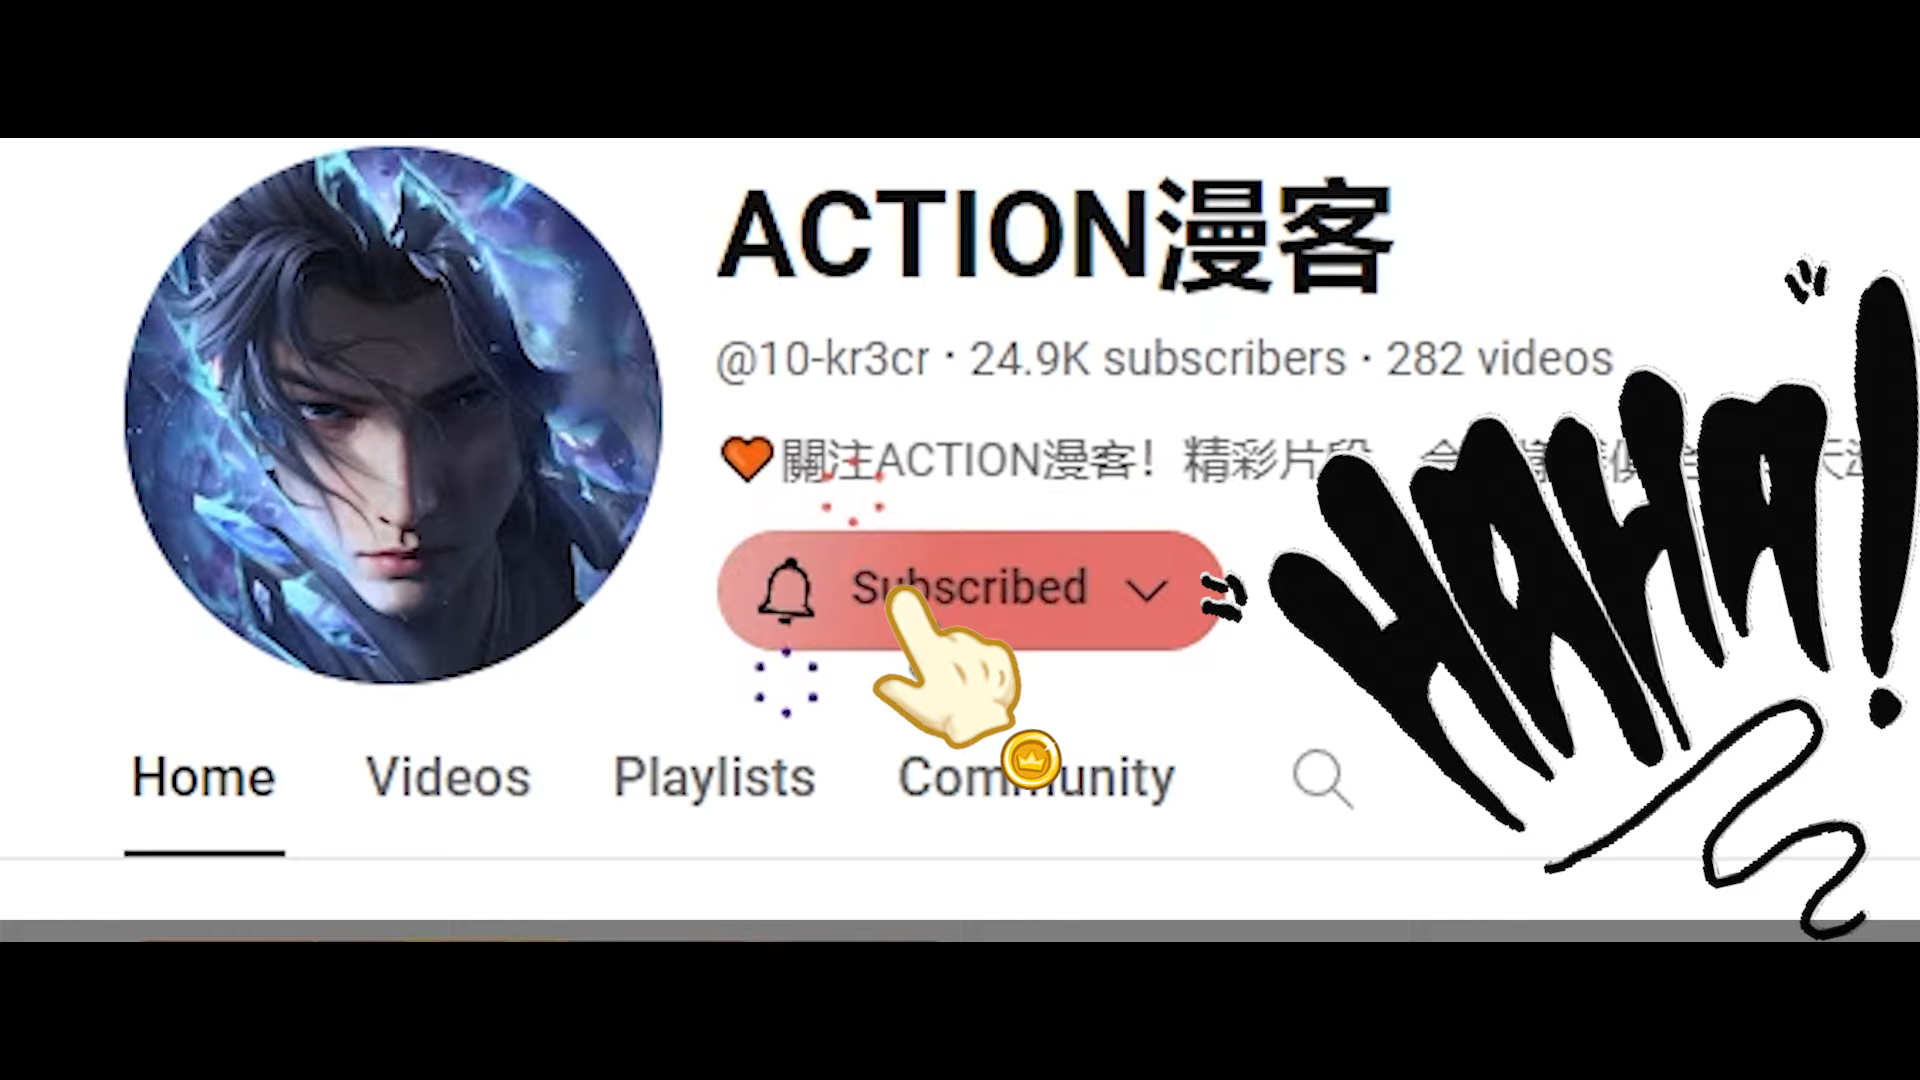 ACTION漫客
@10-kr3cr · 24.9K subscribers · 282 videos
🧡關注ACTION漫客！精彩片段
Subscribed
HAHA!
Home Videos Playlists Community